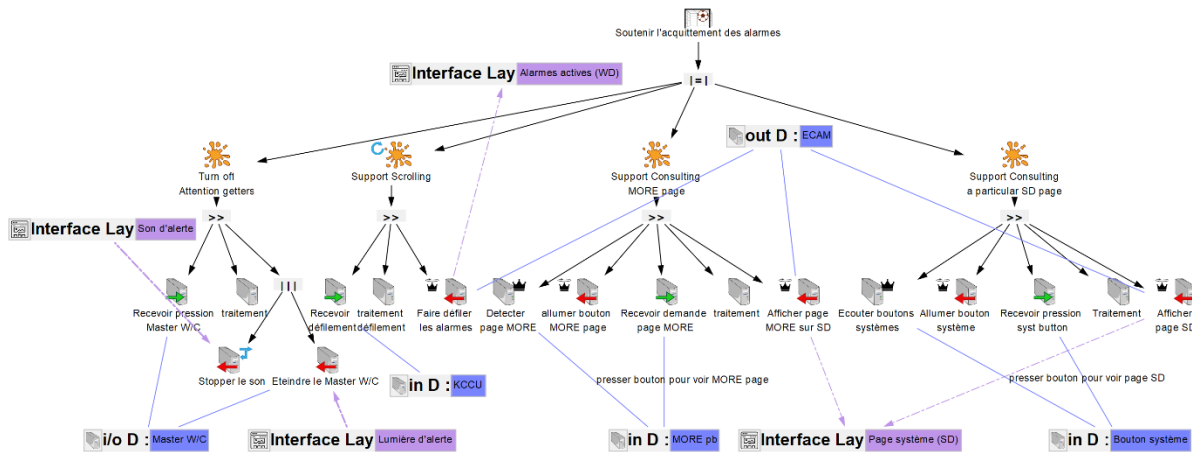 Soutenir l'acquittement des alarmes
Interface Lay Alarmes actives (WD)
|=|
out D : ECAM
Turn oft
Attention getters
Support Scrolling
Support Consulting
MORE page
Support Consulting
a particular SD page
>>
>>
>>
>>
Interface Lay Son d'alerte
|||
Recevoir pression
Master W/C
traitement
Recevoir
défilement
traitement
défilement
Faire défiler
les alarmes
Detecter
page MORE
allumer bouton
MORE page
Recevoir demande
page MORE
traitement
Afficher page
MORE sur SD
Ecouter boutons
systèmes
Allumer bouton
système
Recevoir pression
syst button
Traitement
Affiche
page SD
Stopper le son
Eteindre le Master W/C
in D : KCCU
presser bouton pour voir MORE page
presser bouton pour voir page SD
i/o D : Master W/C
Interface Lay Lumière d'alerte
in D : MORE pb
Interface Lay Page système (SD)
in D : Bouton système